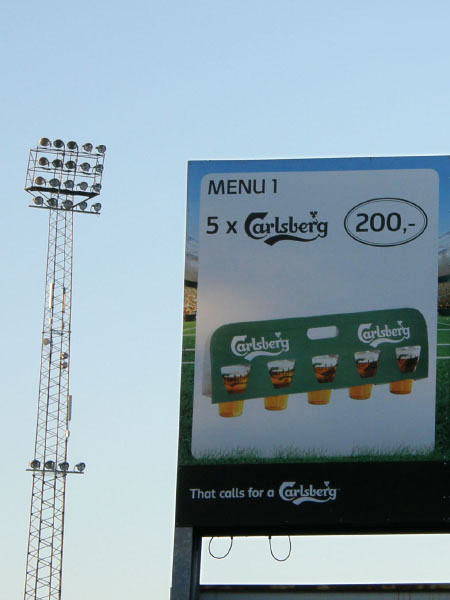 MENU 1
5 x Carlsberg 200,-
Carlsberg Carlsberg
That calls for a Carlsberg